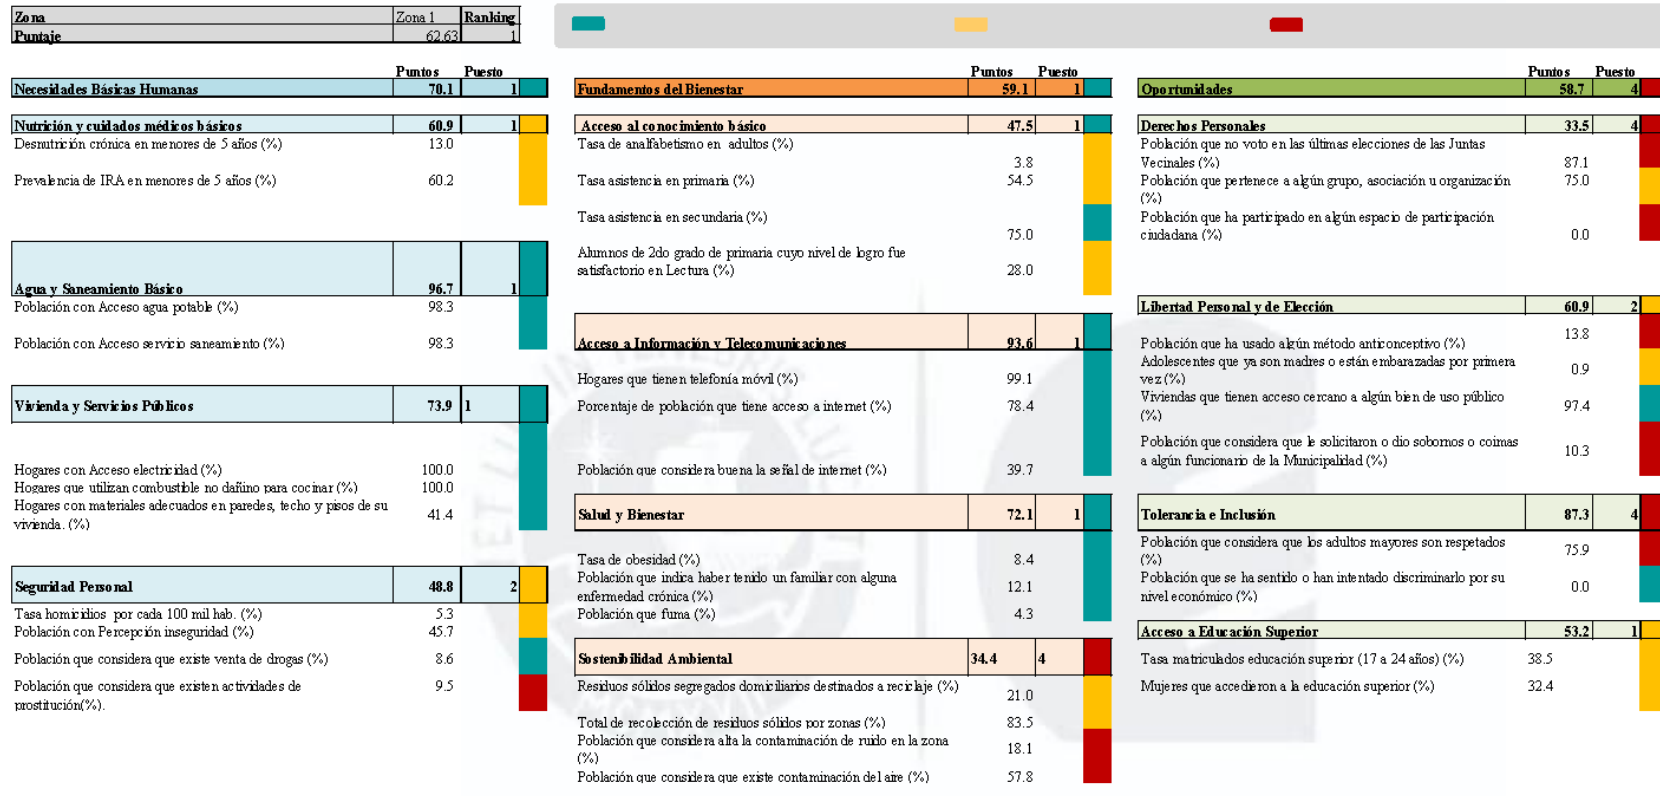 Zona Zona 1 Ranking
Puntaje 62.63 1
Puntos Puesto
Necesidades Básicas Humanas 70.1 1
Nutrición y cuidados médicos básicos 60.9 1
Desnutrición crónica en menores de 5 años (%) 13.0
Prevalencia de IRA en menores de 5 años (%) 60.2
Agua y Saneamiento Básico 96.7 1
Población con Acceso agua potable (%) 98.3
Población con Acceso servicio saneamiento (%) 98.3
Vivienda y Servicios Públicos 73.9 1
Hogares con Acceso electricidad (%) 100.0
Hogares que utilizan combustible no dañino para cocinar (%) 100.0
Hogares con materiales adecuados en paredes, techo y pisos de su
vivienda. (%) 41.4
Seguridad Personal 48.8 2
Tasa homicidios por cada 100 mil hab. (%) 5.3
Población con Percepción inseguridad (%) 45.7
Población que considera que existe venta de drogas (%) 8.6
Población que considera que existen actividades de 9.5
prostitución(%).
Puntos Puesto
Fundamentos del Bienestar 59.1 1
Acceso al conocimiento básico 47.5 1
Tasa de analfabetismo en adultos (%)
3.8
Tasa asistencia en primaria (%) 54.5
Tasa asistencia en secundaria (%)
75.0
Alumnos de 2do grado de primaria cuyo nivel de logro fue
satisfactorio en Lectura (%) 28.0
Acceso a Información y Telecomunicaciones 93.6 1
Hogares que tienen telefonía móvil (%) 99.1
Porcentaje de población que tiene acceso a internet (%) 78.4
Población que considera buena la señal de internet (%) 39.7
Salud y Bienestar 72.1 1
Tasa de obesidad (%) 8.4
Población que indica haber tenido un familiar con alguna
enfermedad crónica (%) 12.1
Población que fuma (%) 4.3
Sostenibilidad Ambiental 34.4 4
Residuos sólidos segregados domiciliarios destinados a reciclaje (%) 21.0
Total de recolección de residuos sólidos por zonas (%) 83.5
Población que considera alta la contaminación de ruido en la zona
(%) 18.1
Población que considera que existe contaminación del aire (%) 57.8
Puntos Puesto
Oportunidades 58.7 4
Derechos Personales 33.5 4
Población que no voto en las últimas elecciones de las Juntas
Vecinales (%) 87.1
Población que pertenece a algún grupo, asociación u organización 75.0
(%)
Población que ha participado en algún espacio de participación
ciudadana (%) 0.0
Libertad Personal y de Elección 60.9 2
Población que ha usado algún método anticonceptivo (%) 13.8
Adolescentes que ya son madres o están embarazadas por primera
vez (%) 0.9
Viviendas que tienen acceso cercano a algún bien de uso público
(%) 97.4
Población que considera que le solicitaron o dio sobornos o coimas
a algún funcionario de la Municipalidad (%) 10.3
Tolerancia e Inclusión 87.3 4
Población que considera que los adultos mayores son respetados
(%) 75.9
Población que se ha sentido o han intentado discriminarlo por su
nivel económico (%) 0.0
Acceso a Educación Superior 53.2 1
Tasa matriculados educación superior (17 a 24 años) (%) 38.5
Mujeres que accedieron a la educación superior (%) 32.4